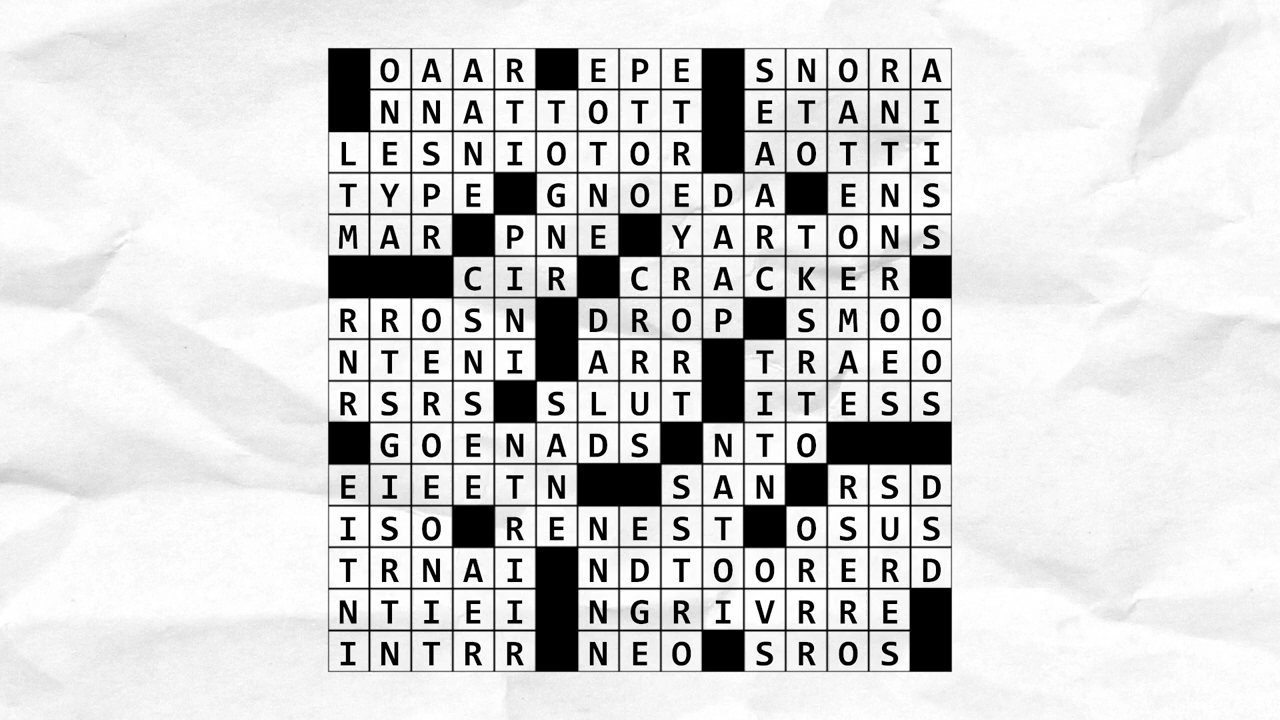 OAAR EPE SNORA
NNATTOTT ETANI
LESNIOTOR AOTTI
TYPE GNOEDA ENS
MAR PNE YARTONS
CIR CRACKER
RROSN DROP SMOO
NTENI ARR TRAEO
RSRS SLUT ITESS
GOENADS NTO
EIEETN SAN RSD
ISO RENEST OSUS
TRNAI NDTOORERD
NTIEI NGRIVRRE
INTRR NEO SROS